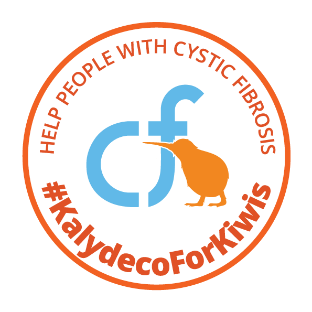 HELP PEOPLE WITH CYSTIC FIBROSIS
cf
#KalydecoForKiwis